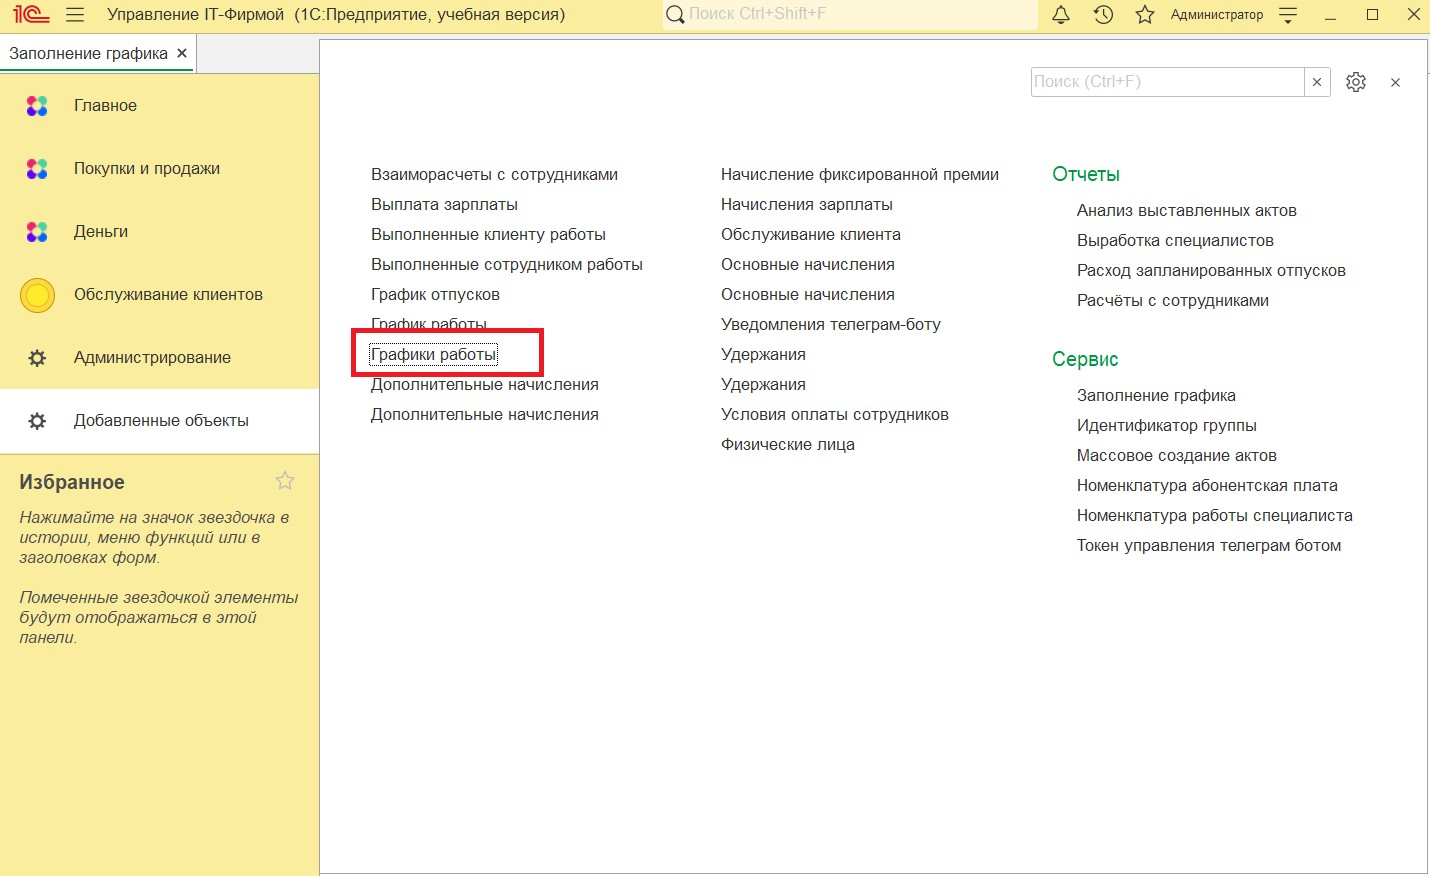 1С Управление IT-Фирмой (1С:Предприятие, учебная версия) Поиск Ctrl+Shift+F Администратор
Заполнение графика
Главное
Покупки и продажи
Деньги
Обслуживание клиентов
Администрирование
Добавленные объекты
Избранное
Нажимайте на значок звездочка в
истории, меню функций или в
заголовках форм.
Помеченные звездочкой элементы
будут отображаться в этой
панели.
Поиск (Ctrl+F)
Взаиморасчеты с сотрудниками
Выплата зарплаты
Выполненные клиенту работы
Выполненные сотрудником работы
График отпусков
График работы
Графики работы
Дополнительные начисления
Дополнительные начисления
Начисление фиксированной премии
Начисления зарплаты
Обслуживание клиента
Основные начисления
Основные начисления
Уведомления телеграм-боту
Удержания
Удержания
Условия оплаты сотрудников
Физические лица
Отчеты
Анализ выставленных актов
Выработка специалистов
Расход запланированных отпусков
Расчёты с сотрудниками
Сервис
Заполнение графика
Идентификатор группы
Массовое создание актов
Номенклатура абонентская плата
Номенклатура работы специалиста
Токен управления телеграм ботом